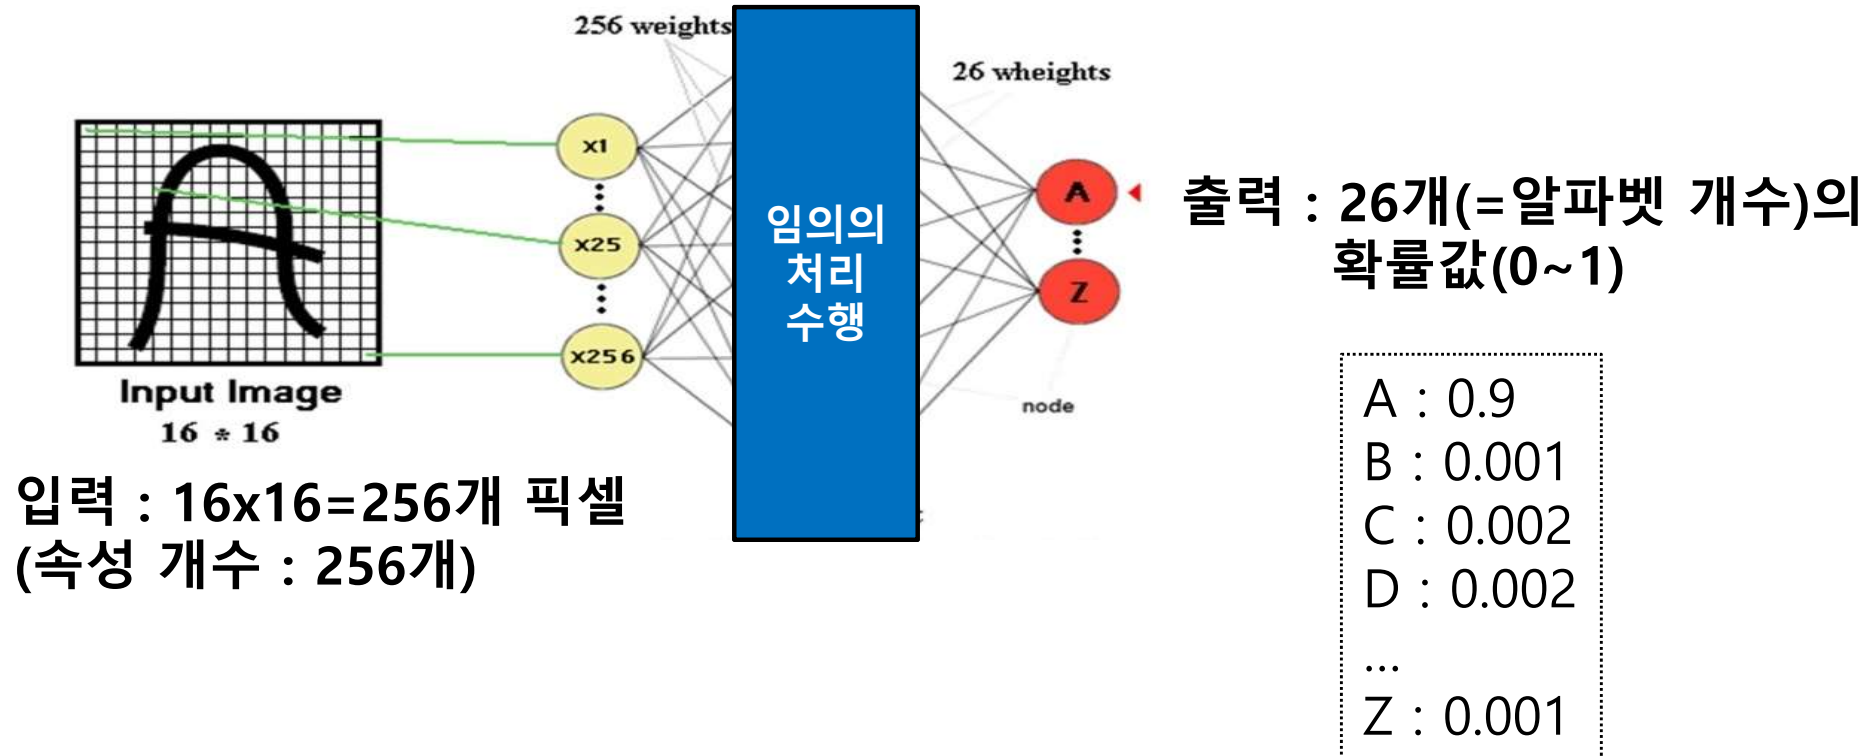 256 weights
26 wheights
x1
x25
x256
임의의
처리
수행
A
Z
node
Input Image
16 * 16
입력 : 16x16=256개 픽셀
(속성 개수 : 256개)
출력 : 26개(=알파벳 개수)의
확률값(0~1)
A : 0.9
B : 0.001
C : 0.002
D : 0.002
...
Z : 0.001